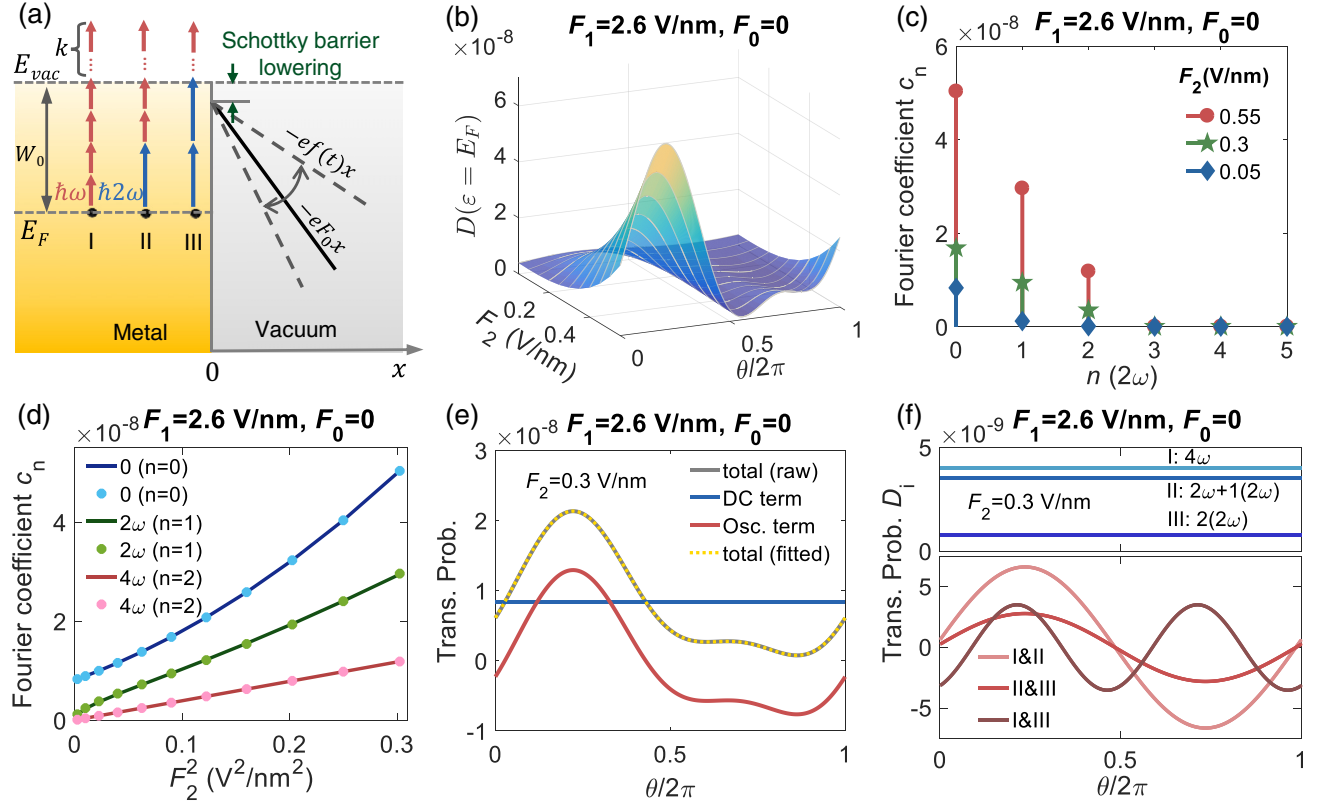 (a)
k
E_vac
Schottky barrier
lowering
W_0
−ef(t)x
ħω
ħ2ω
−eF_0x
E_F
I
II
III
Metal
Vacuum
0
x
(b)
F_1=2.6 V/nm, F_0=0
×10^-8
D(ε = E_F)
6
4
2
0
0.2
0.4
F_2 (V/nm)
0
0.5
1
θ/2π
(c)
F_1=2.6 V/nm, F_0=0
×10^-8
Fourier coefficient c_n
6
4
2
0
F_2(V/nm)
0.55
0.3
0.05
0 1 2 3 4 5
n (2ω)
(d)
F_1=2.6 V/nm, F_0=0
×10^-8
Fourier coefficient c_n
4
2
0
0 (n=0)
0 (n=0)
2ω (n=1)
2ω (n=1)
4ω (n=2)
4ω (n=2)
0 0.1 0.2 0.3
F_2^2 (V^2/nm^2)
(e)
F_1=2.6 V/nm, F_0=0
×10^-8
Trans. Prob.
3
2
1
0
-1
F_2=0.3 V/nm
total (raw)
DC term
Osc. term
total (fitted)
0 0.5 1
θ/2π
(f)
F_1=2.6 V/nm, F_0=0
×10^-9
Trans. Prob. D_i
5
0
I: 4ω
II: 2ω+1(2ω)
F_2=0.3 V/nm
III: 2(2ω)
5
0
-5
I&II
II&III
I&III
0 0.5 1
θ/2π